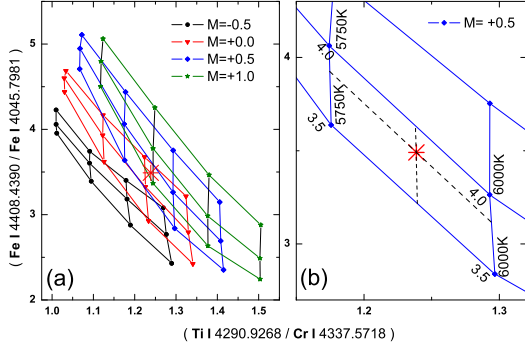 M=-0.5
M=+0.0
M=+0.5
M=+1.0
M= +0.5
( Fe I 4408.4390 / Fe I 4045.7981 )
5
4
3
2
(a)
1.0 1.1 1.2 1.3 1.4 1.5
4
3
5750K
4.0
5750K
3.5
6000K
4.0
6000K
3.5
(b)
1.2 1.3
( Ti I 4290.9268 / Cr I 4337.5718 )